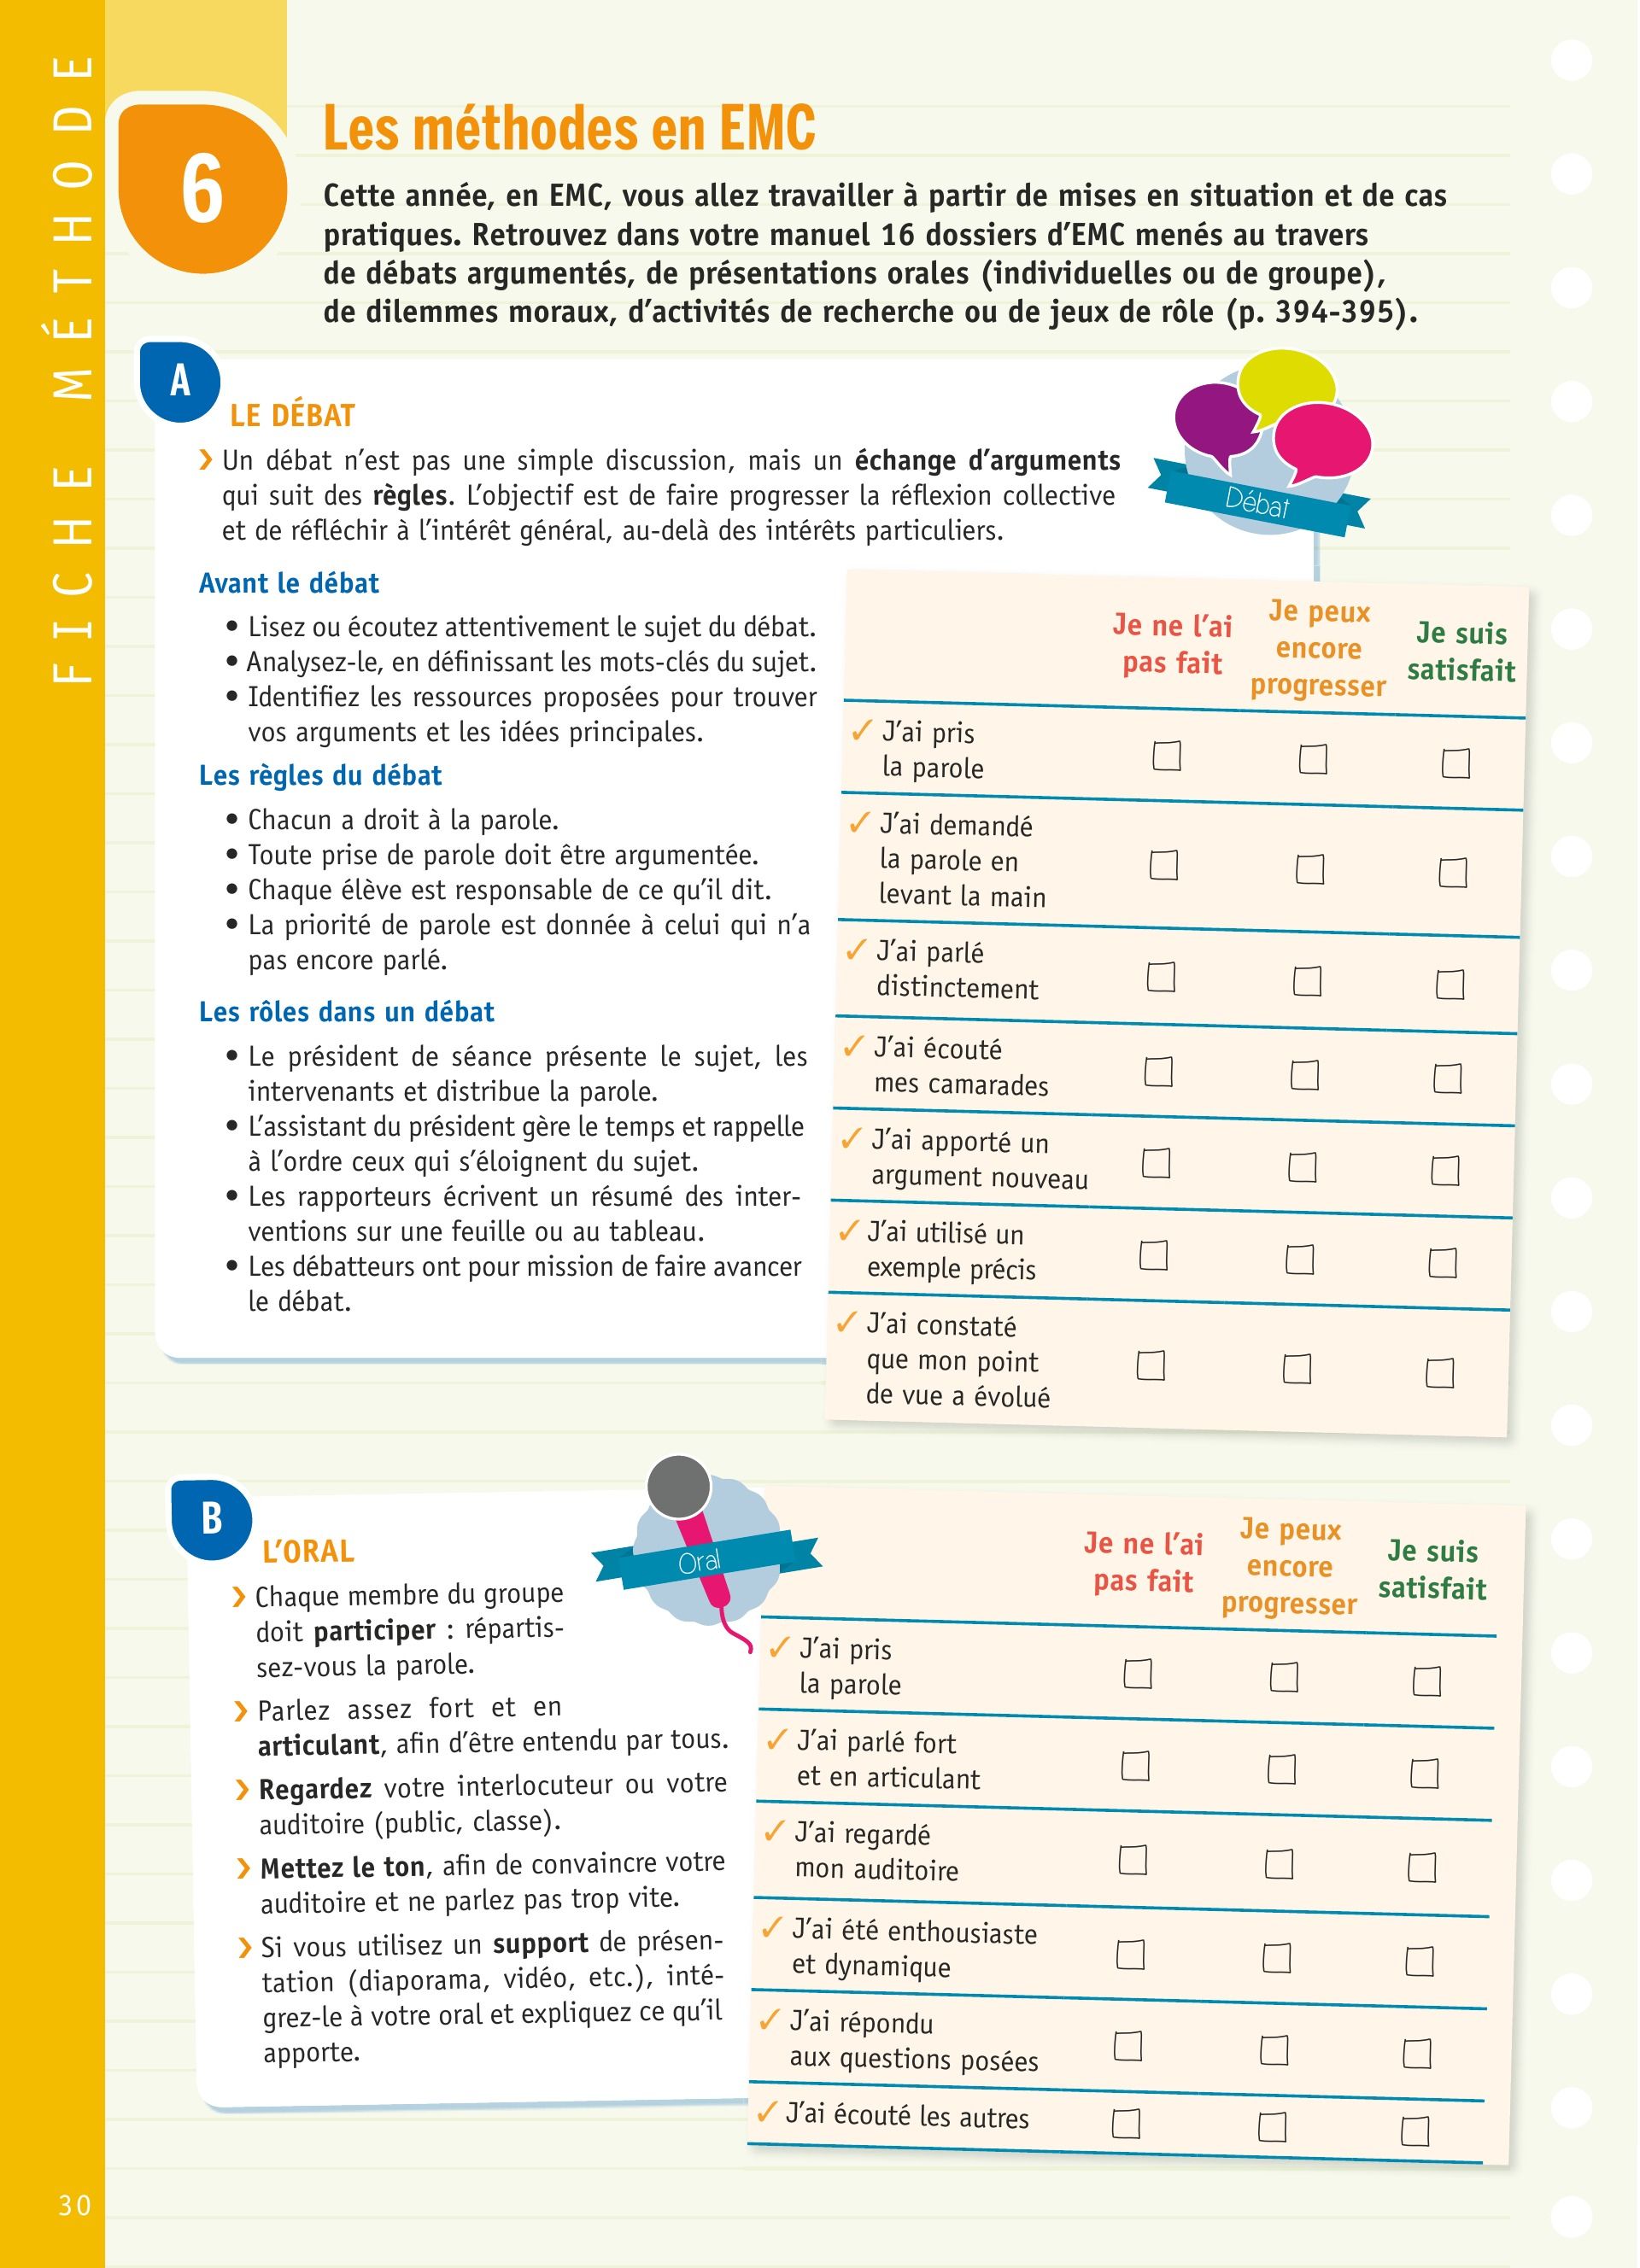 FICHE MÉTHODE
6
Les méthodes en EMC
Cette année, en EMC, vous allez travailler à partir de mises en situation et de cas
pratiques. Retrouvez dans votre manuel 16 dossiers d’EMC menés au travers
de débats argumentés, de présentations orales (individuelles ou de groupe),
de dilemmes moraux, d’activités de recherche ou de jeux de rôle (p. 394-395).
A
LE DÉBAT
Débat
❯ Un débat n’est pas une simple discussion, mais un échange d’arguments
qui suit des règles. L’objectif est de faire progresser la réflexion collective
et de réfléchir à l’intérêt général, au-delà des intérêts particuliers.
Avant le débat
• Lisez ou écoutez attentivement le sujet du débat.
• Analysez-le, en définissant les mots-clés du sujet.
• Identifiez les ressources proposées pour trouver
vos arguments et les idées principales.
Les règles du débat
• Chacun a droit à la parole.
• Toute prise de parole doit être argumentée.
• Chaque élève est responsable de ce qu’il dit.
• La priorité de parole est donnée à celui qui n’a
pas encore parlé.
Les rôles dans un débat
• Le président de séance présente le sujet, les
intervenants et distribue la parole.
• L’assistant du président gère le temps et rappelle
à l’ordre ceux qui s’éloignent du sujet.
• Les rapporteurs écrivent un résumé des inter-
ventions sur une feuille ou au tableau.
• Les débatteurs ont pour mission de faire avancer
le débat.
Je ne l’ai
pas fait
Je peux
encore
progresser
Je suis
satisfait
✓ J’ai pris
la parole
✓ J’ai demandé
la parole en
levant la main
✓ J’ai parlé
distinctement
✓ J’ai écouté
mes camarades
✓ J’ai apporté un
argument nouveau
✓ J’ai utilisé un
exemple précis
✓ J’ai constaté
que mon point
de vue a évolué
B
L’ORAL
Oral
❯ Chaque membre du groupe
doit participer : répartis-
sez-vous la parole.
❯ Parlez assez fort et en
articulant, afin d’être entendu par tous.
❯ Regardez votre interlocuteur ou votre
auditoire (public, classe).
❯ Mettez le ton, afin de convaincre votre
auditoire et ne parlez pas trop vite.
❯ Si vous utilisez un support de présen-
tation (diaporama, vidéo, etc.), inté-
grez-le à votre oral et expliquez ce qu’il
apporte.
Je ne l’ai
pas fait
Je peux
encore
progresser
Je suis
satisfait
✓ J’ai pris
la parole
✓ J’ai parlé fort
et en articulant
✓ J’ai regardé
mon auditoire
✓ J’ai été enthousiaste
et dynamique
✓ J’ai répondu
aux questions posées
✓ J’ai écouté les autres
30